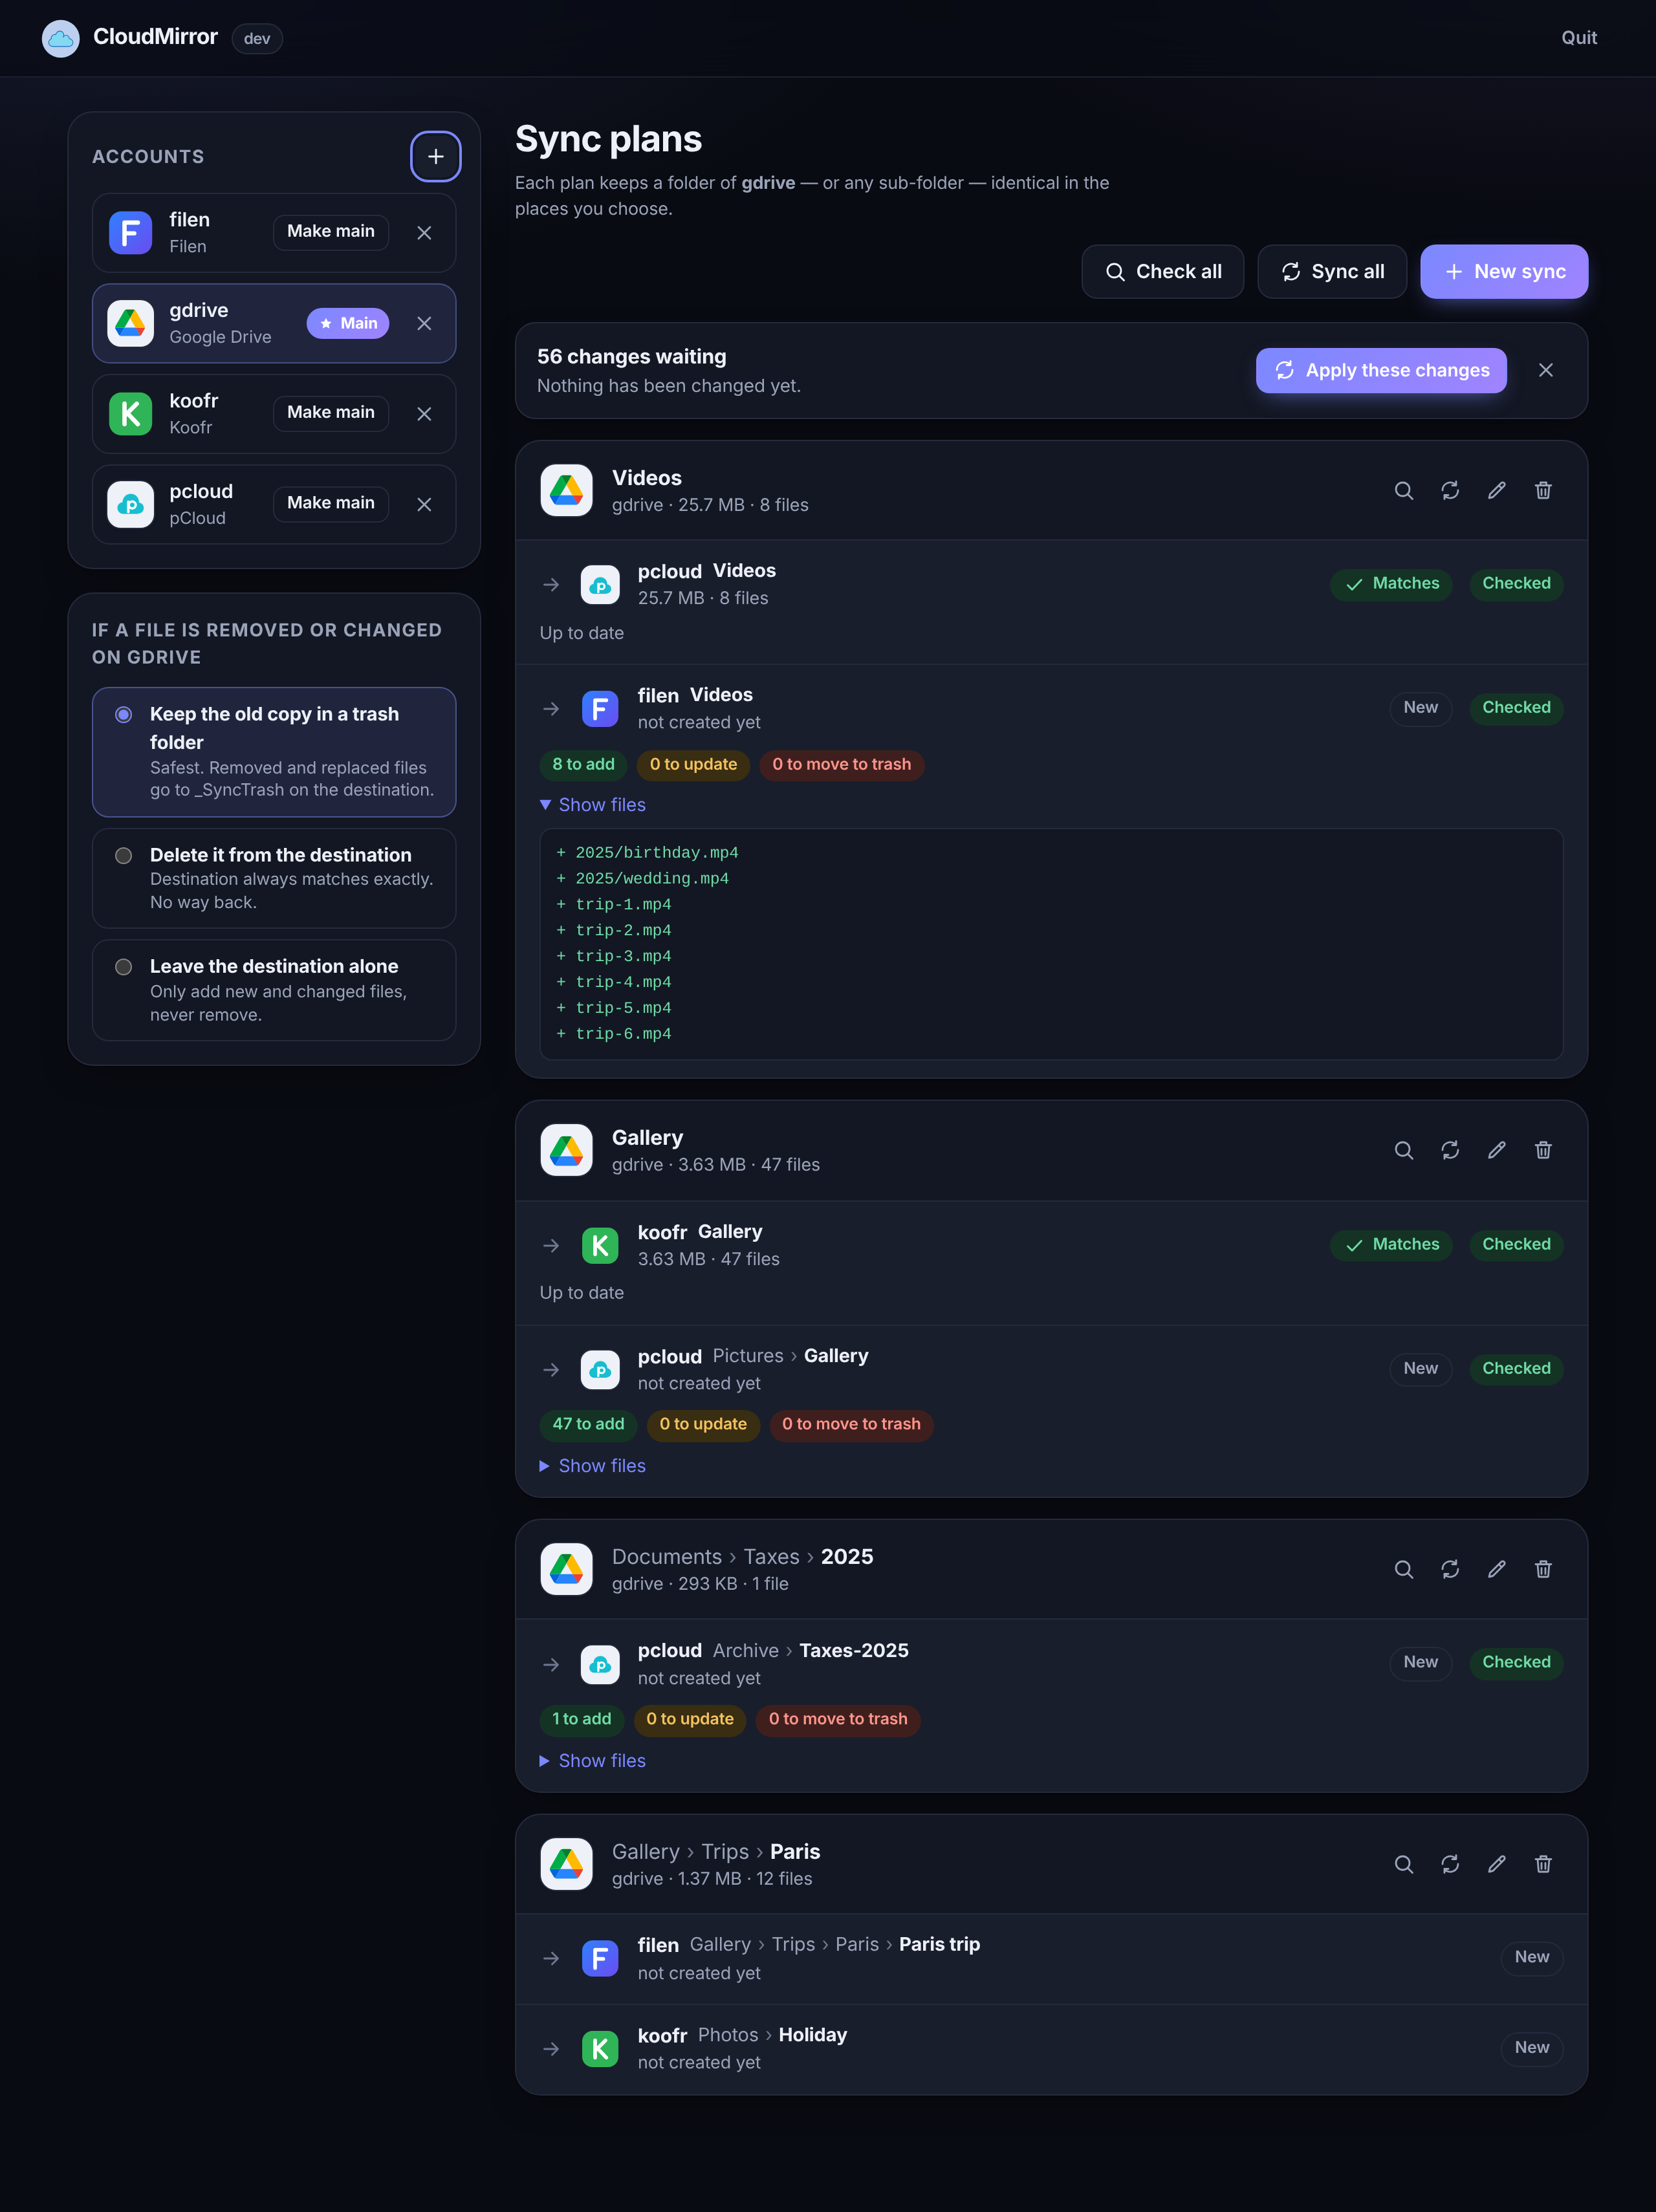 CloudMirror dev
Quit
ACCOUNTS
filen
Filen
Make main
gdrive
Google Drive
Main
koofr
Koofr
Make main
pcloud
pCloud
Make main
IF A FILE IS REMOVED OR CHANGED
ON GDRIVE
Keep the old copy in a trash
folder
Safest. Removed and replaced files
go to _SyncTrash on the destination.
Delete it from the destination
Destination always matches exactly.
No way back.
Leave the destination alone
Only add new and changed files,
never remove.
Sync plans
Each plan keeps a folder of gdrive — or any sub-folder — identical in the
places you choose.
Check all
Sync all
New sync
56 changes waiting
Nothing has been changed yet.
Apply these changes
Videos
gdrive · 25.7 MB · 8 files
pcloud Videos
25.7 MB · 8 files
Matches
Checked
Up to date
filen Videos
not created yet
New
Checked
8 to add
0 to update
0 to move to trash
Show files
+ 2025/birthday.mp4
+ 2025/wedding.mp4
+ trip-1.mp4
+ trip-2.mp4
+ trip-3.mp4
+ trip-4.mp4
+ trip-5.mp4
+ trip-6.mp4
Gallery
gdrive · 3.63 MB · 47 files
koofr Gallery
3.63 MB · 47 files
Matches
Checked
Up to date
pcloud Pictures › Gallery
not created yet
New
Checked
47 to add
0 to update
0 to move to trash
Show files
Documents › Taxes › 2025
gdrive · 293 KB · 1 file
pcloud Archive › Taxes-2025
not created yet
New
Checked
1 to add
0 to update
0 to move to trash
Show files
Gallery › Trips › Paris
gdrive · 1.37 MB · 12 files
filen Gallery › Trips › Paris › Paris trip
not created yet
New
koofr Photos › Holiday
not created yet
New